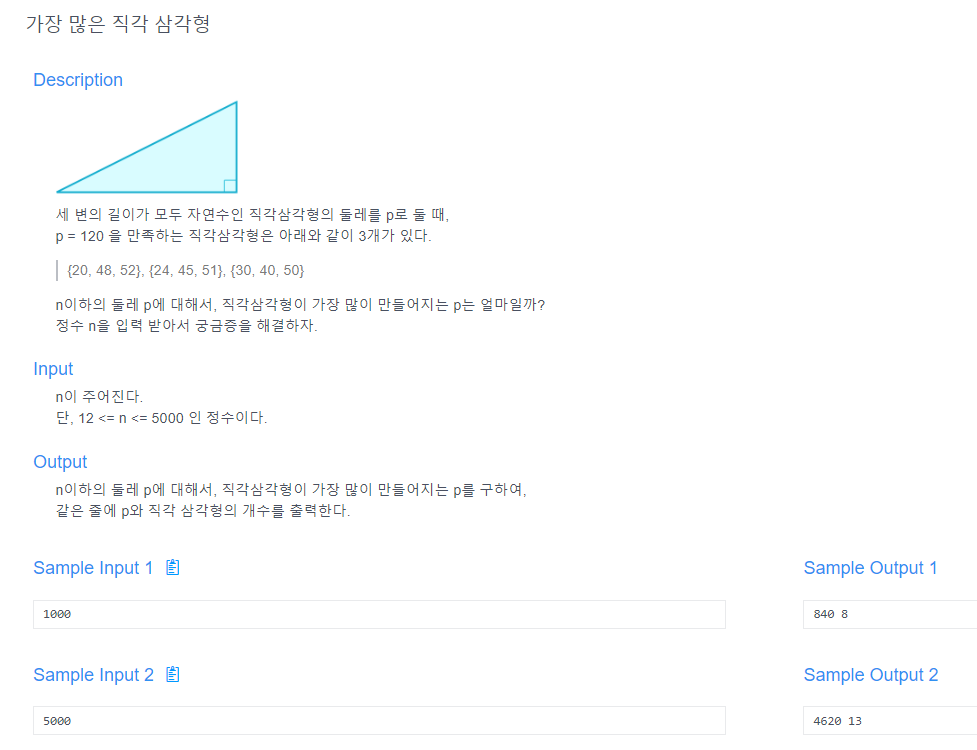 가장 많은 직각 삼각형
Description
세 변의 길이가 모두 자연수인 직각삼각형의 둘레를 p로 둘 때,
p = 120 을 만족하는 직각삼각형은 아래와 같이 3개가 있다.
{20, 48, 52}, {24, 45, 51}, {30, 40, 50}
n이하의 둘레 p에 대해서, 직각삼각형이 가장 많이 만들어지는 p는 얼마일까?
정수 n을 입력 받아서 궁금증을 해결하자.
Input
n이 주어진다.
단, 12 <= n <= 5000 인 정수이다.
Output
n이하의 둘레 p에 대해서, 직각삼각형이 가장 많이 만들어지는 p를 구하여,
같은 줄에 p와 직각 삼각형의 개수를 출력한다.
Sample Input 1
Sample Output 1
1000
840 8
Sample Input 2
Sample Output 2
5000
4620 13